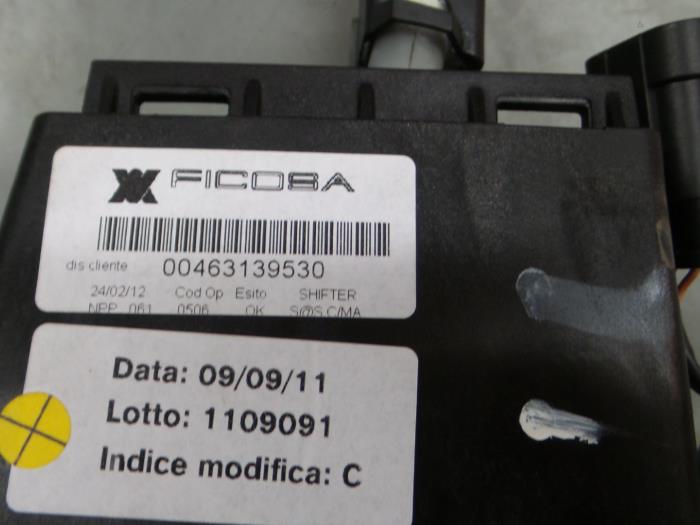 FICOSA
dis cliente 00463139530
24/02/12 Cod Op Esito SHIFTER
NPP 061 0506 OK S@S C/MA
Data: 09/09/11
Lotto: 1109091
Indice modifica: C